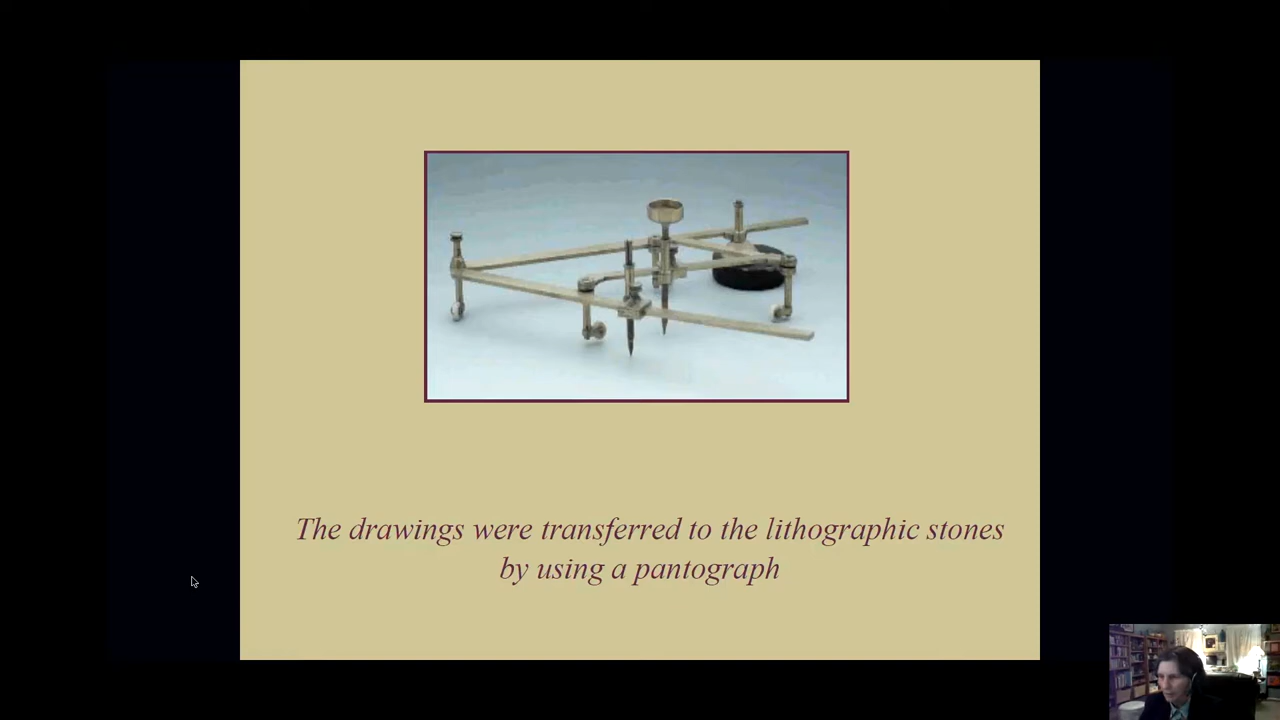 The drawings were transferred to the lithographic stones
by using a pantograph